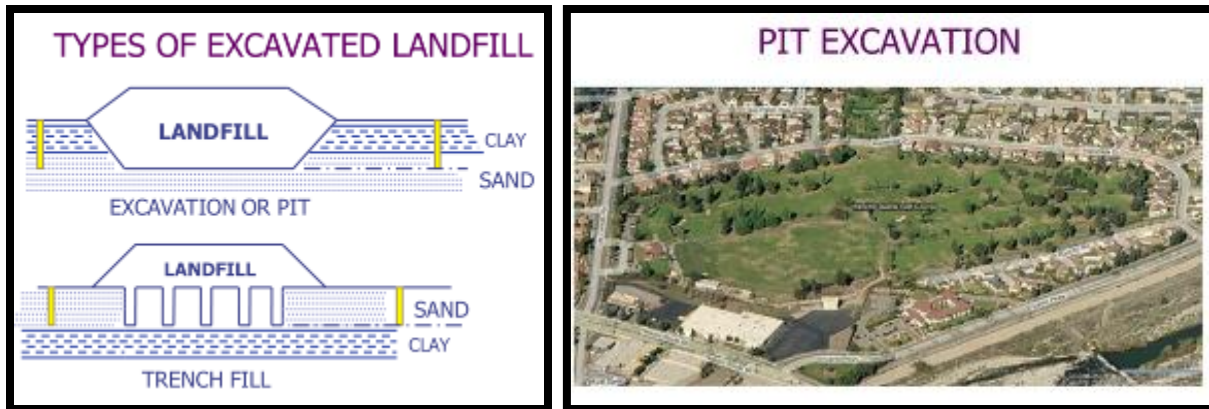 TYPES OF EXCAVATED LANDFILL
LANDFILL
CLAY
SAND
EXCAVATION OR PIT
LANDFILL
SAND
CLAY
TRENCH FILL
PIT EXCAVATION